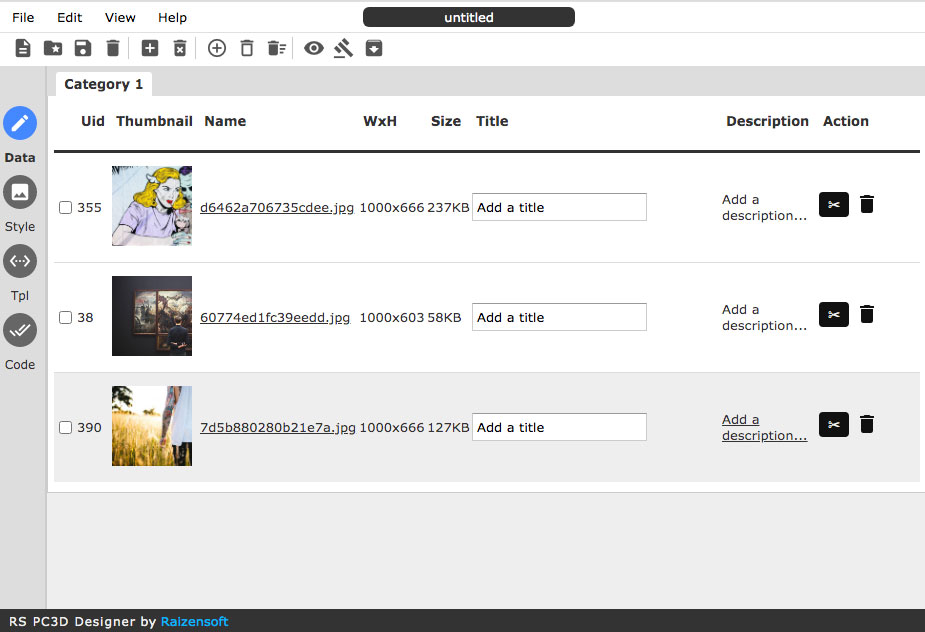 File Edit View Help untitled
Category 1
Uid Thumbnail Name WxH Size Title Description Action
355 d6462a706735cdee.jpg 1000x666 237KB Add a title Add a
description...
38 60774ed1fc39eedd.jpg 1000x603 58KB Add a title Add a
description...
390 7d5b880280b21e7a.jpg 1000x666 127KB Add a title Add a
description...
Data
Style
Tpl
Code
RS PC3D Designer by Raizensoft